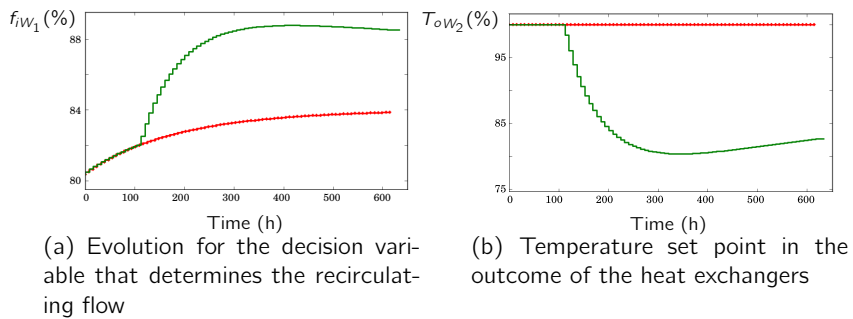 f_{iW_1}(%)
88
84
80
0 100 200 300 400 500 600
Time (h)
(a) Evolution for the decision vari-
able that determines the recirculat-
ing flow
T_{oW_2}(%)
95
85
75
0 100 200 300 400 500 600
Time (h)
(b) Temperature set point in the
outcome of the heat exchangers